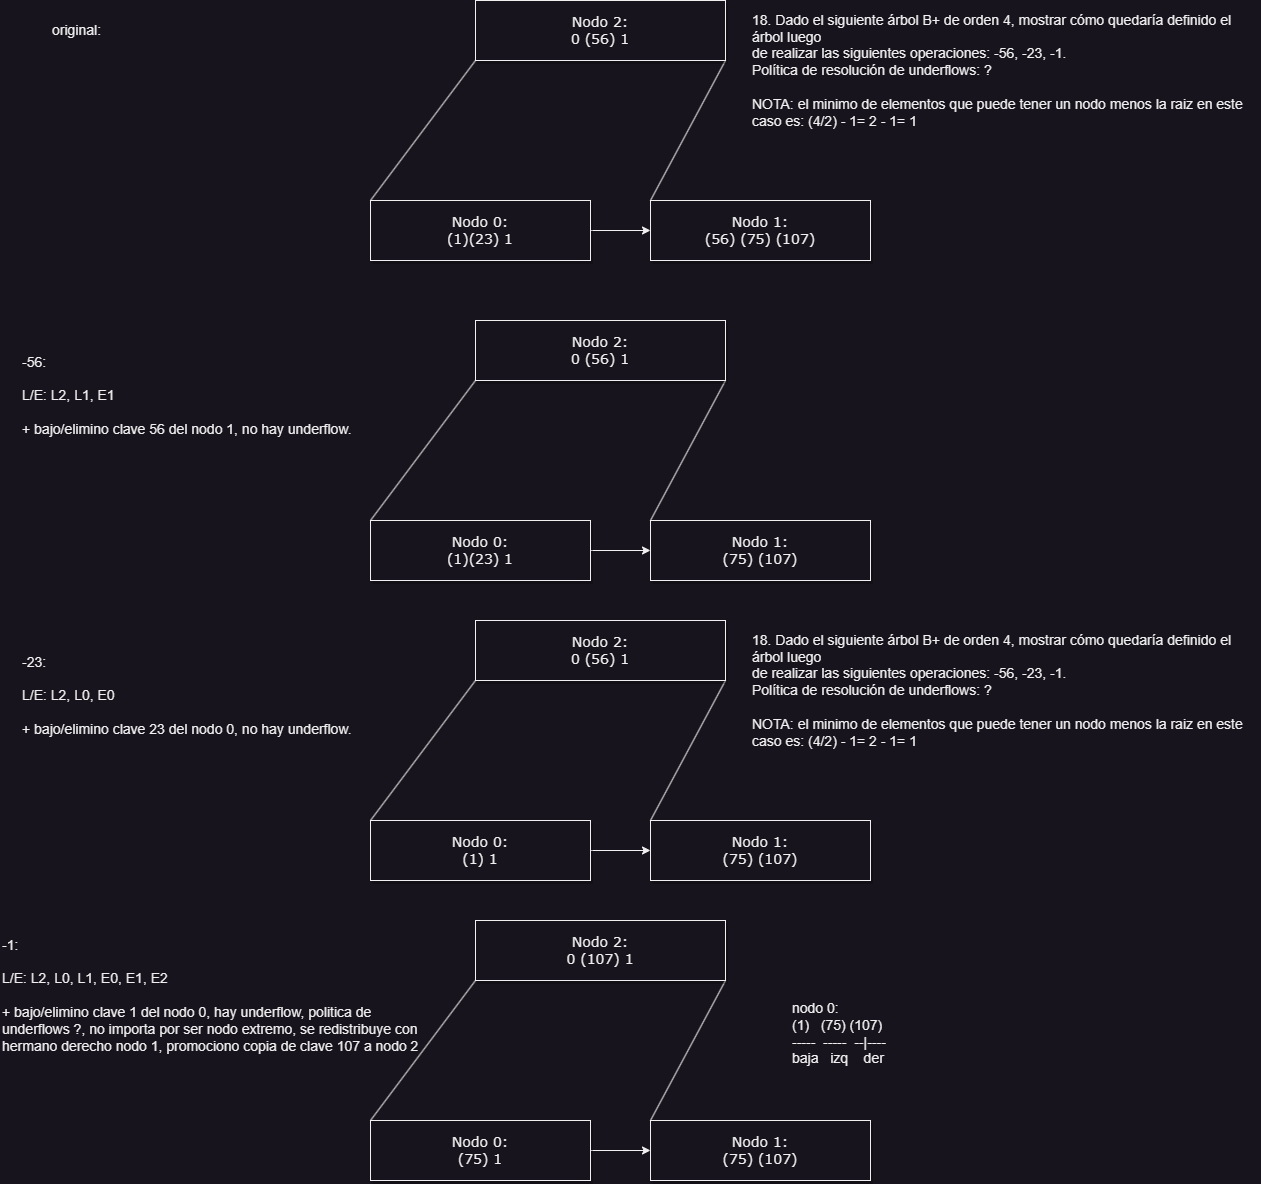 original:
Nodo 2:
0 (56) 1
18. Dado el siguiente árbol B+ de orden 4, mostrar cómo quedaría definido el
árbol luego
de realizar las siguientes operaciones: -56, -23, -1.
Política de resolución de underflows: ?
NOTA: el minimo de elementos que puede tener un nodo menos la raiz en este
caso es: (4/2) - 1= 2 - 1= 1
Nodo 0:
(1)(23) 1
Nodo 1:
(56) (75) (107)
-56:
L/E: L2, L1, E1
+ bajo/elimino clave 56 del nodo 1, no hay underflow.
Nodo 2:
0 (56) 1
Nodo 0:
(1)(23) 1
Nodo 1:
(75) (107)
-23:
L/E: L2, L0, E0
+ bajo/elimino clave 23 del nodo 0, no hay underflow.
Nodo 2:
0 (56) 1
18. Dado el siguiente árbol B+ de orden 4, mostrar cómo quedaría definido el
árbol luego
de realizar las siguientes operaciones: -56, -23, -1.
Política de resolución de underflows: ?
NOTA: el minimo de elementos que puede tener un nodo menos la raiz en este
caso es: (4/2) - 1= 2 - 1= 1
Nodo 0:
(1) 1
Nodo 1:
(75) (107)
-1:
L/E: L2, L0, L1, E0, E1, E2
+ bajo/elimino clave 1 del nodo 0, hay underflow, politica de
underflows ?, no importa por ser nodo extremo, se redistribuye con
hermano derecho nodo 1, promociono copia de clave 107 a nodo 2
Nodo 2:
0 (107) 1
nodo 0:
(1) (75) (107)
----- ----- --|----
baja izq der
Nodo 0:
(75) 1
Nodo 1:
(75) (107)